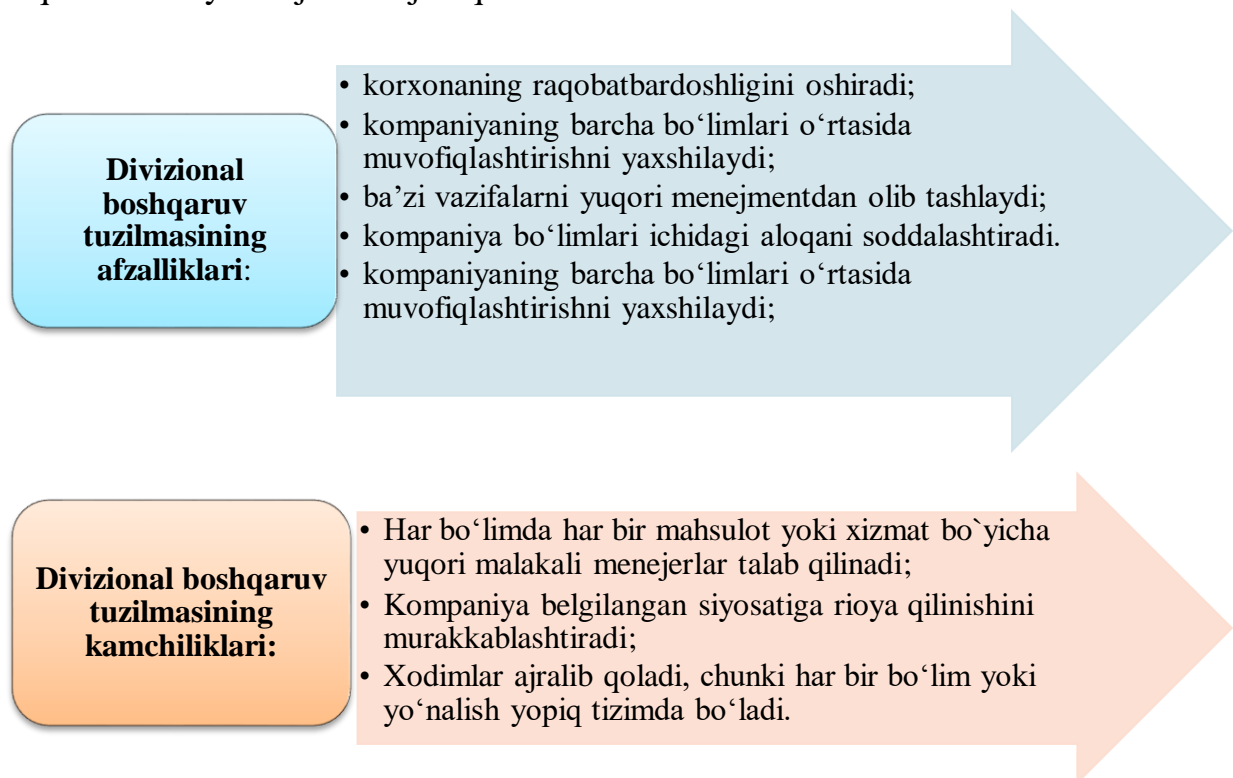 Divizional
boshqaruv
tuzilmasining
afzalliklari:
• korxonaning raqobatbardoshligini oshiradi;
• kompaniyaning barcha bo‘limlari o‘rtasida
muvofiqlashtirishni yaxshilaydi;
• ba’zi vazifalarni yuqori menejmentdan olib tashlaydi;
• kompaniya bo‘limlari ichidagi aloqani soddalashtiradi.
• kompaniyaning barcha bo‘limlari o‘rtasida
muvofiqlashtirishni yaxshilaydi;
Divizional boshqaruv
tuzilmasining
kamchiliklari:
• Har bo‘limda har bir mahsulot yoki xizmat bo`yicha
yuqori malakali menejerlar talab qilinadi;
• Kompaniya belgilangan siyosatiga rioya qilinishini
murakkablashtiradi;
• Xodimlar ajralib qoladi, chunki har bir bo‘lim yoki
yo‘nalish yopiq tizimda bo‘ladi.